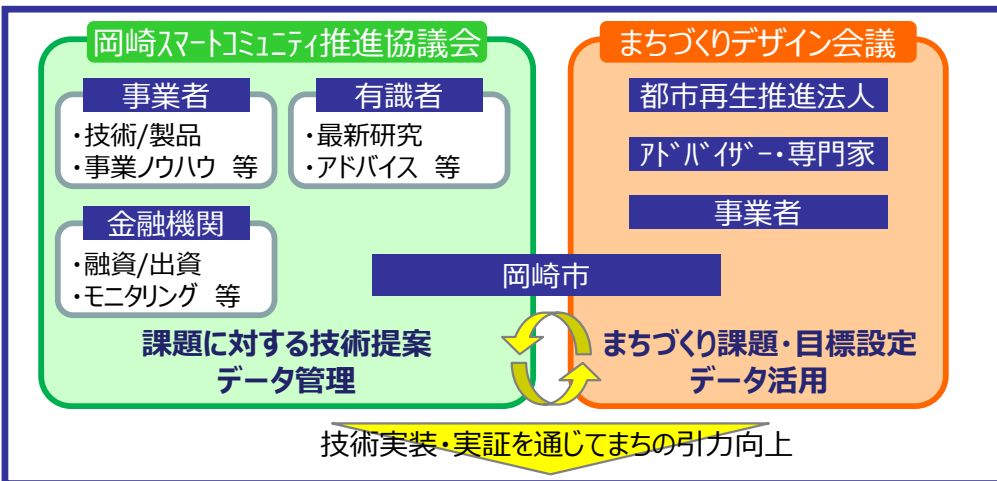 岡崎ｽﾏｰﾄｺﾐｭﾆﾃｨ推進協議会
事業者
・技術/製品
・事業ノウハウ 等
有識者
・最新研究
・アドバイス 等
金融機関
・融資/出資
・モニタリング 等
課題に対する技術提案
データ管理
まちづくりデザイン会議
都市再生推進法人
ｱﾄﾞﾊﾞｲｻﾞｰ・専門家
事業者
岡崎市
まちづくり課題・目標設定
データ活用
技術実装・実証を通じてまちの引力向上